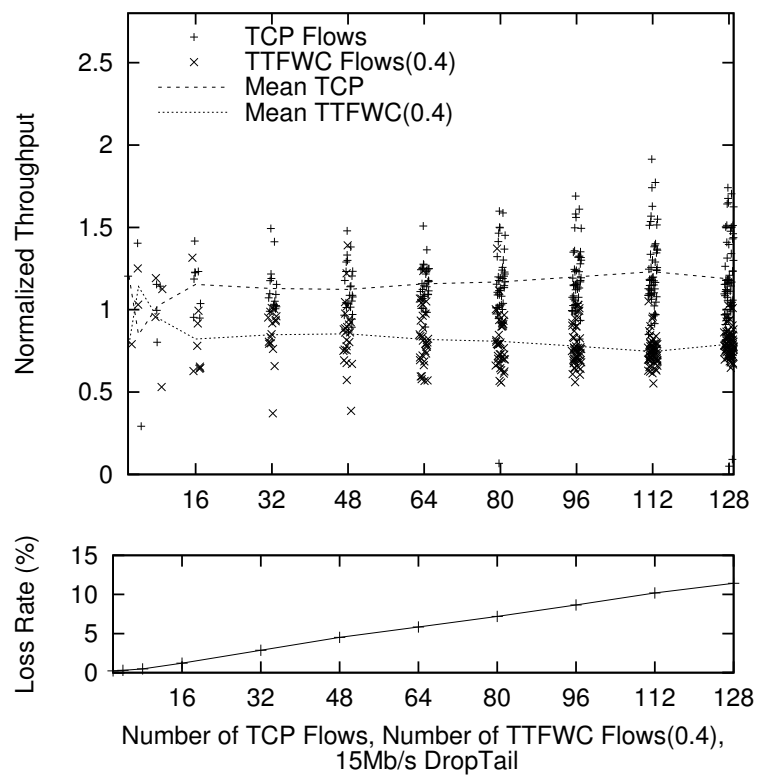 TCP Flows
TTFWC Flows(0.4)
Mean TCP
Mean TTFWC(0.4)
Normalized Throughput
2.5
2
1.5
1
0.5
0
16 32 48 64 80 96 112 128
Loss Rate (%)
15
10
5
0
16 32 48 64 80 96 112 128
Number of TCP Flows, Number of TTFWC Flows(0.4),
15Mb/s DropTail